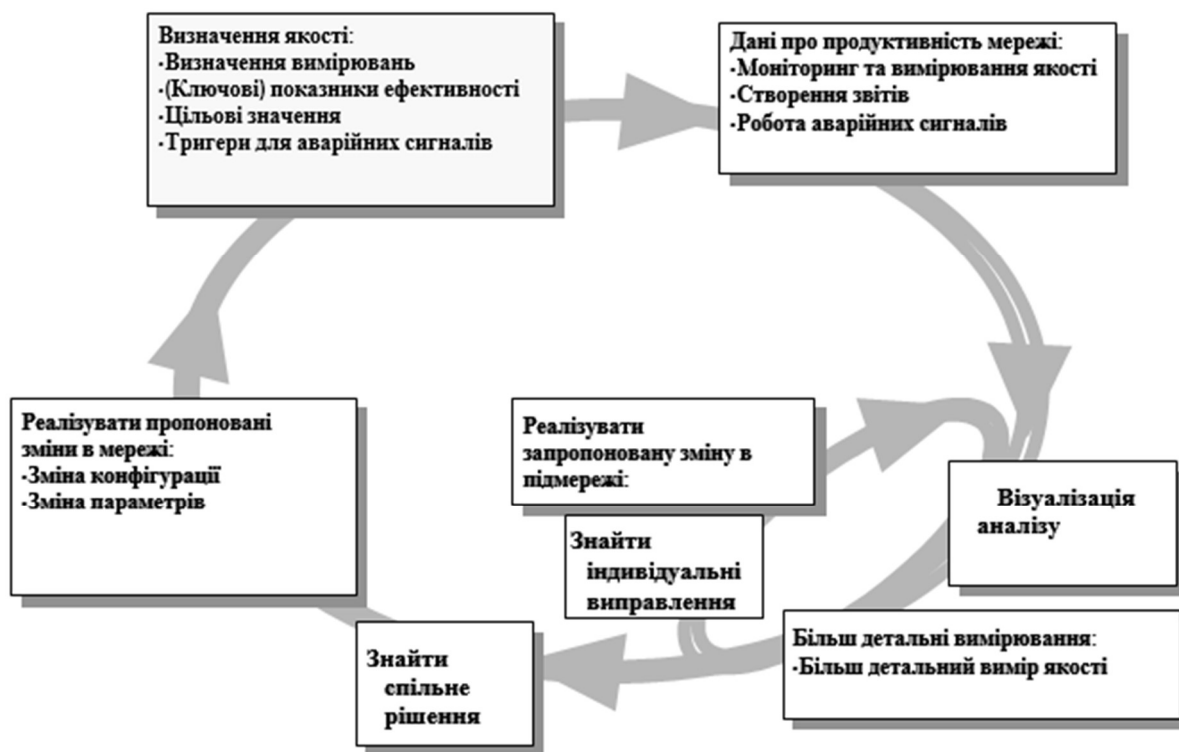 Визначення якості:
-Визначення вимірювань
-(Ключові) показники ефективності
-Цільові значення
-Тригери для аварійних сигналів
Дані про продуктивність мережі:
-Моніторинг та вимірювання якості
-Створення звітів
-Робота аварійних сигналів
Візуалізація
аналізу
Більш детальні вимірювання:
-Більш детальний вимір якості
Реалізувати
запропоновану зміну в
підмережі:
Знайти
індивідуальні
виправлення
Знайти
спільне
рішення
Реалізувати пропоновані
зміни в мережі:
-Зміна конфігурації
-Зміна параметрів